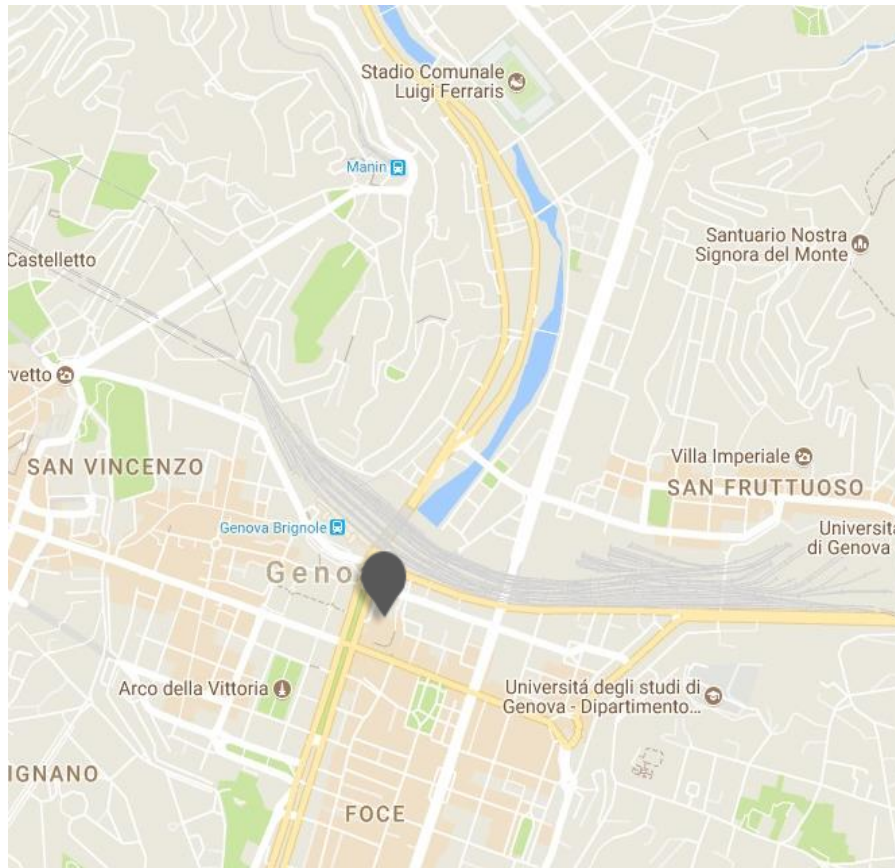 Stadio Comunale
Luigi Ferraris
Manin
Santuario Nostra
Signora del Monte
Castelletto
rvetto
SAN VINCENZO
Villa Imperiale
SAN FRUTTUOSO
Genova Brignole
Universitá
di Genova
Geno
Arco della Vittoria
Universitá degli studi di
Genova - Dipartimento...
IGNANO
FOCE